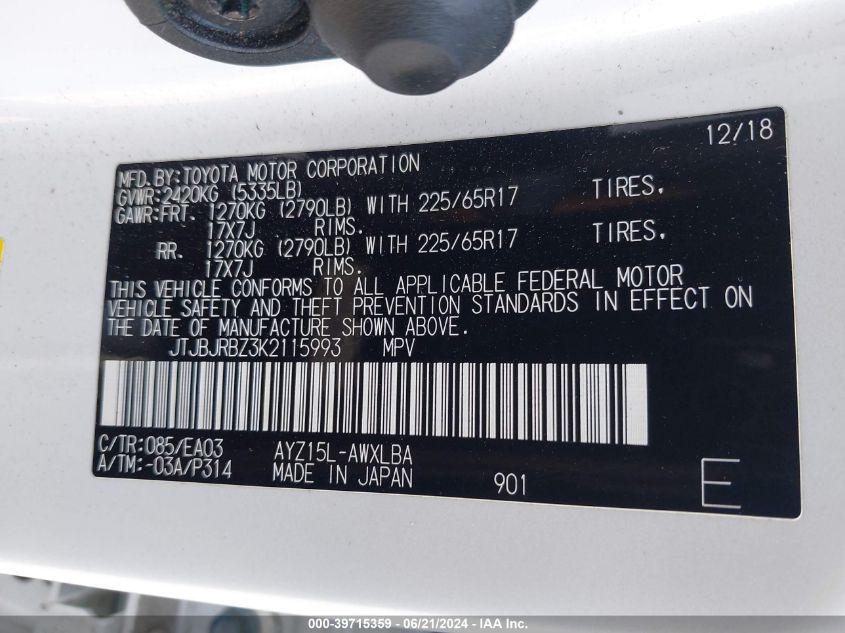 12/18
MFD.BY:TOYOTA MOTOR CORPORATION
GVWR:2420KG (5335LB)
GAWR:FRT. 1270KG (2790LB) WITH 225/65R17 TIRES,
17X7J RIMS.
RR. 1270KG (2790LB) WITH 225/65R17 TIRES,
17X7J RIMS.
THIS VEHICLE CONFORMS TO ALL APPLICABLE FEDERAL MOTOR
VEHICLE SAFETY AND THEFT PREVENTION STANDARDS IN EFFECT ON
THE DATE OF MANUFACTURE SHOWN ABOVE.
JTJBJRBZ3K2115993 MPV
C/TR:085/EA03 AYZ15L-AWXLBA
A/TM:-03A/P314 MADE IN JAPAN 901 E
000-39715359 - 06/21/2024 - IAA Inc.